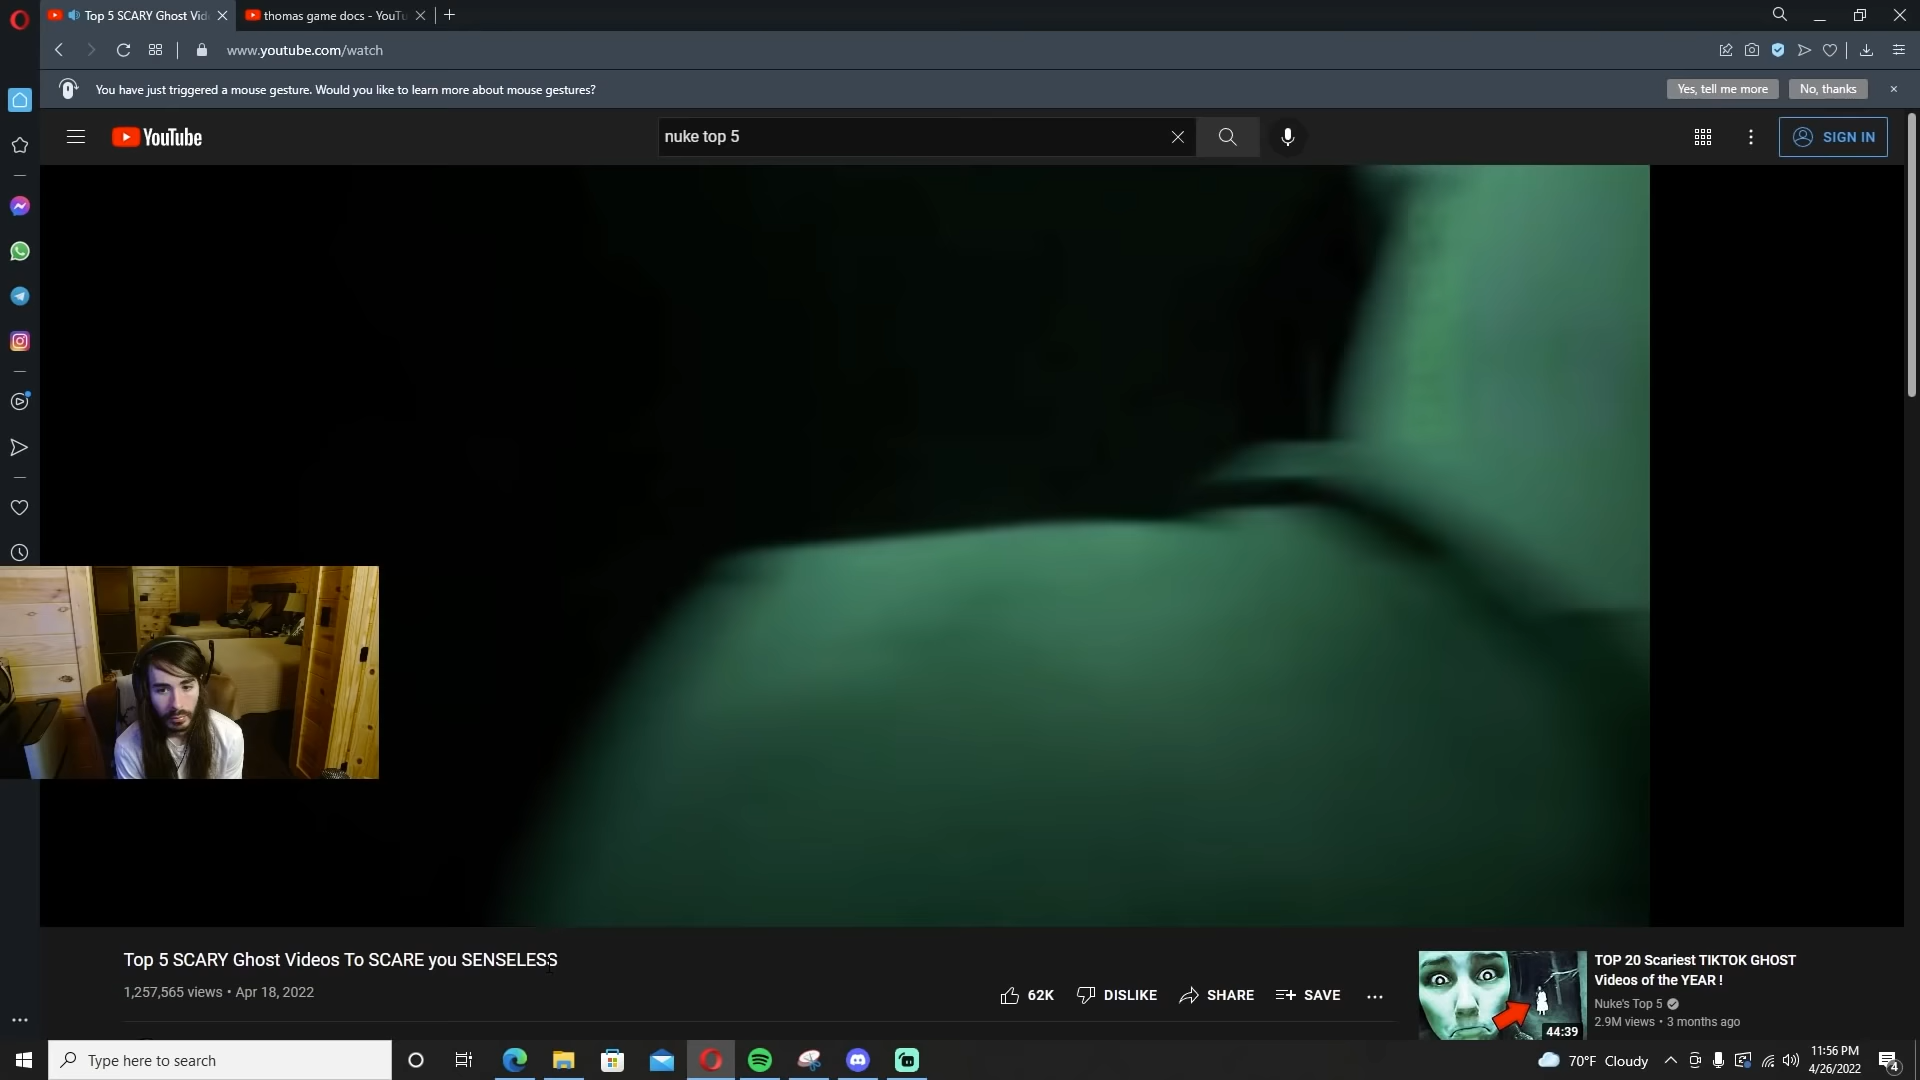 Top 5 SCARY Ghost Vid
thomas game docs - YouTu
www.youtube.com/watch
You have just triggered a mouse gesture. Would you like to learn more about mouse gestures?
Yes, tell me more
No, thanks
YouTube
nuke top 5
SIGN IN
Top 5 SCARY Ghost Videos To SCARE you SENSELESS
1,257,565 views • Apr 18, 2022
62K
DISLIKE
SHARE
SAVE
TOP 20 Scariest TIKTOK GHOST
Videos of the YEAR !
Nuke's Top 5
2.9M views • 3 months ago
44:39
Type here to search
70°F Cloudy
11:56 PM
4/26/2022
4